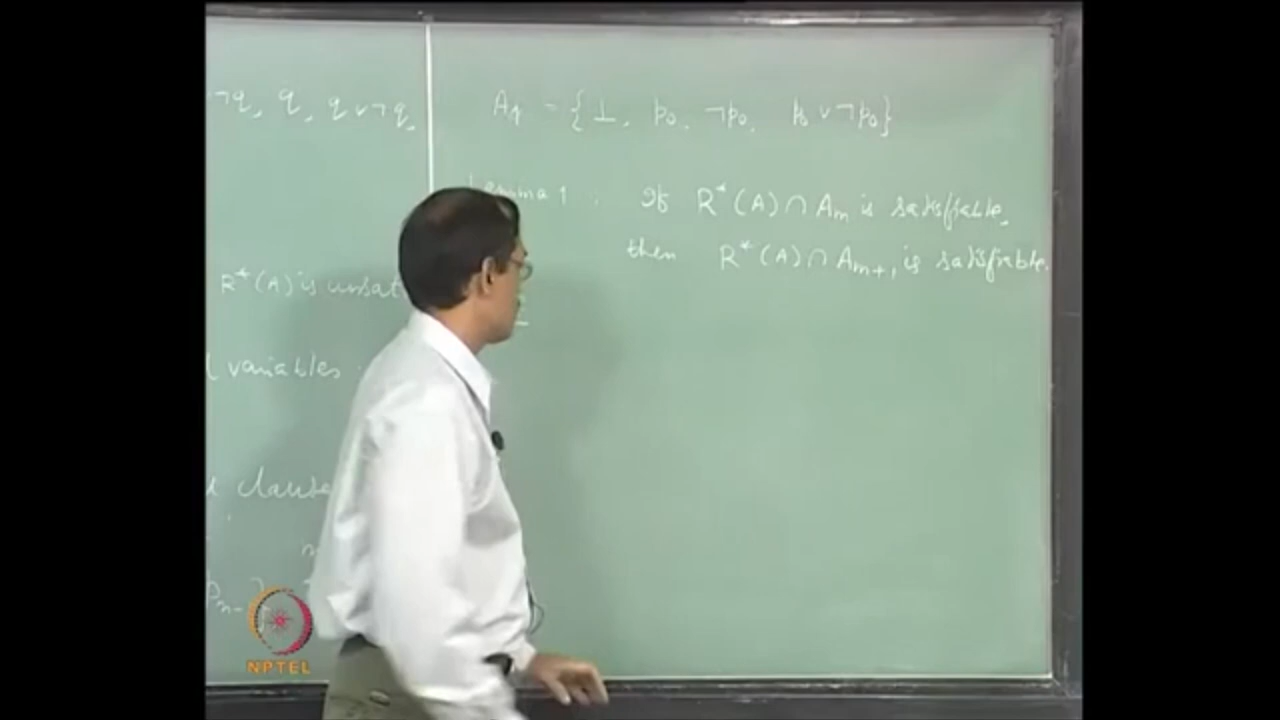 ¬q, q, q ∨ ¬q,
R*(A) is unsat
variables
clause
A₁ = {⊥, p₀, ¬p₀, p₀ ∨ ¬p₀}
Lemma 1 : If R*(A) ∩ Aₘ is satisfiable,
then R*(A) ∩ Aₘ₊₁ is satisfiable.
NPTEL